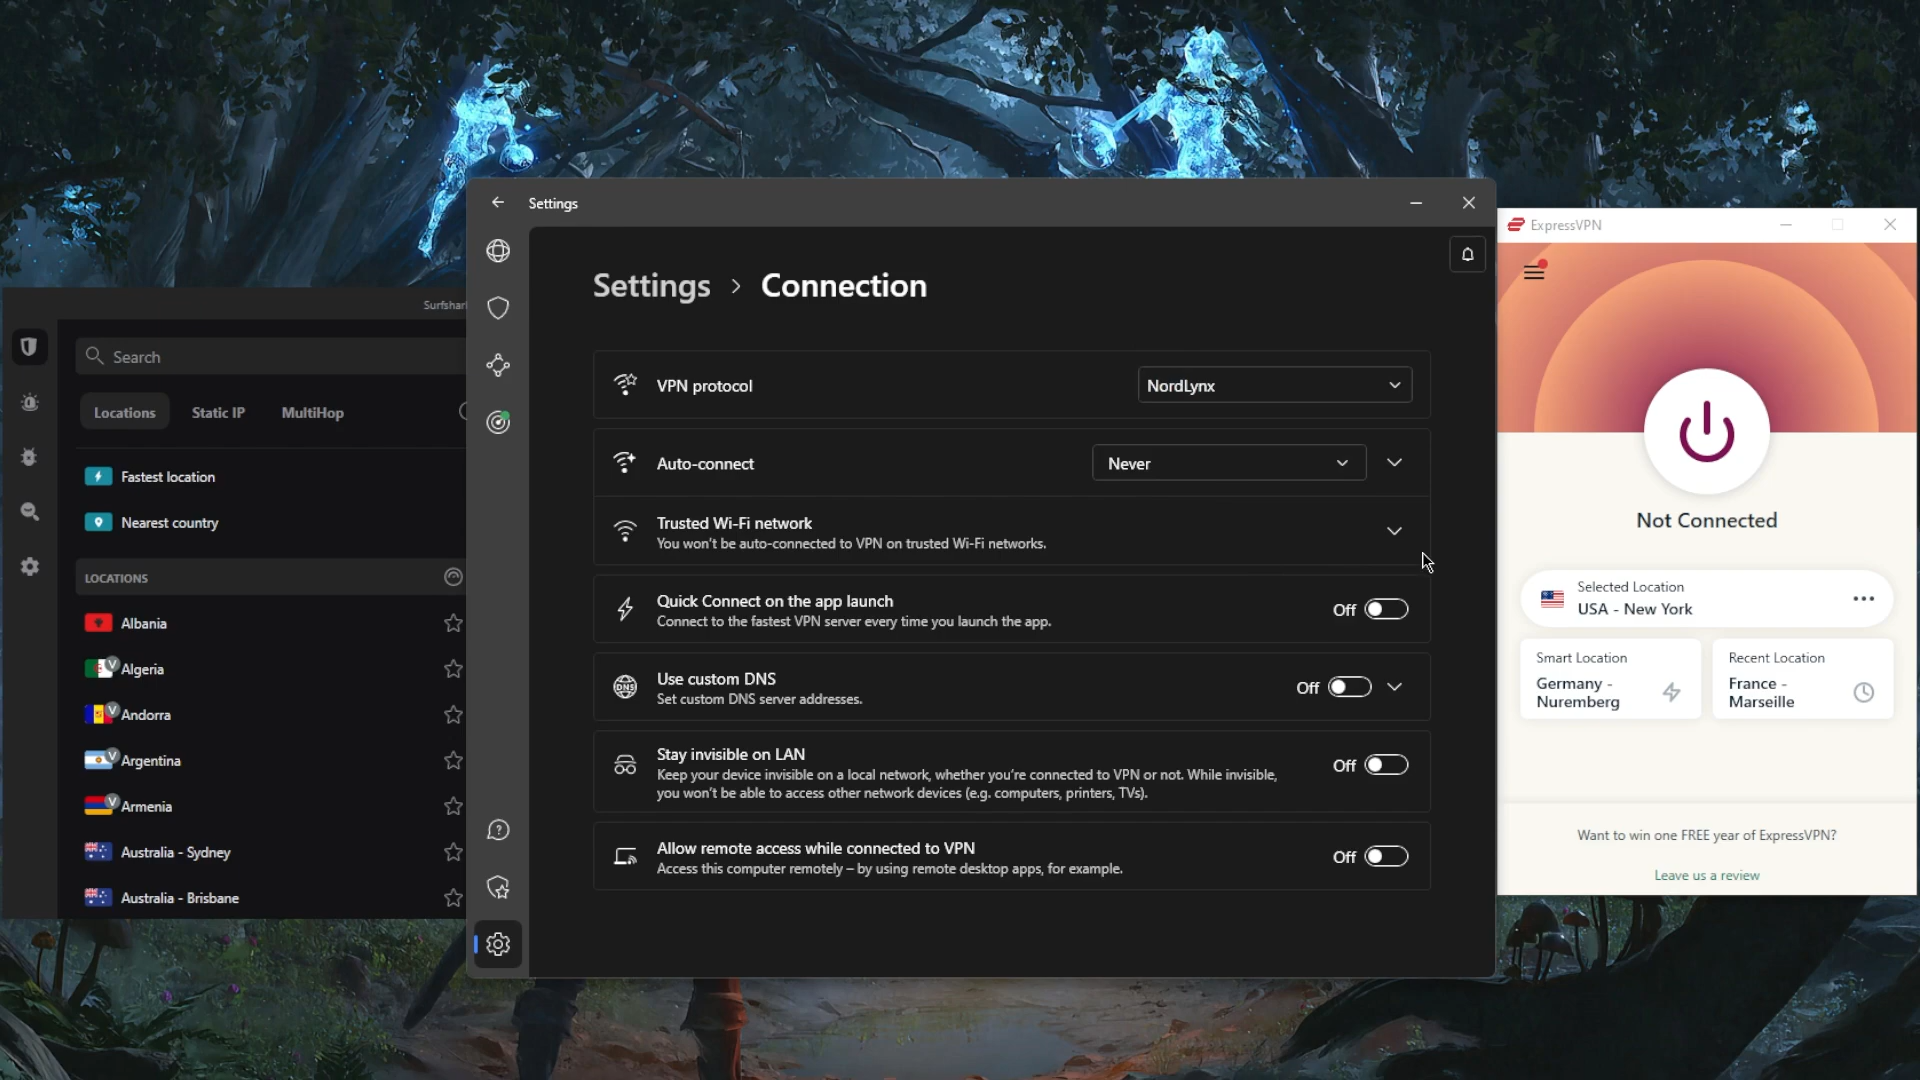 Surfshar
Search
Locations
Static IP
MultiHop
Fastest location
Nearest country
LOCATIONS
Albania
V
Algeria
V
Andorra
V
Argentina
V
Armenia
Australia - Sydney
Australia - Brisbane
Settings
Settings > Connection
VPN protocol
NordLynx
Auto-connect
Never
Trusted Wi-Fi network
You won't be auto-connected to VPN on trusted Wi-Fi networks.
Quick Connect on the app launch
Connect to the fastest VPN server every time you launch the app.
Off
DNS
Use custom DNS
Set custom DNS server addresses.
Off
Stay invisible on LAN
Keep your device invisible on a local network, whether you're connected to VPN or not. While invisible,
you won't be able to access other network devices (e.g. computers, printers, TVs).
Off
Allow remote access while connected to VPN
Access this computer remotely – by using remote desktop apps, for example.
Off
ExpressVPN
Not Connected
Selected Location
USA - New York
Smart Location
Germany -
Nuremberg
Recent Location
France -
Marseille
Want to win one FREE year of ExpressVPN?
Leave us a review